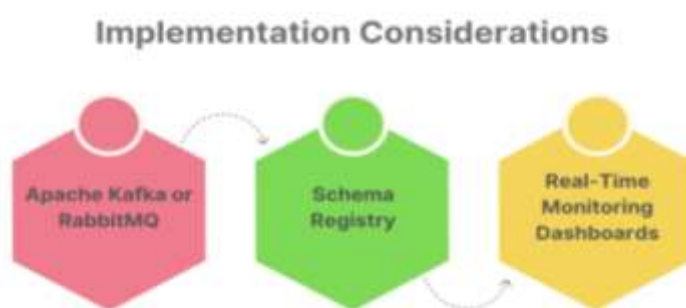 Implementation Considerations
Apache Kafka or
RabbitMQ
Schema
Registry
Real-Time
Monitoring
Dashboards